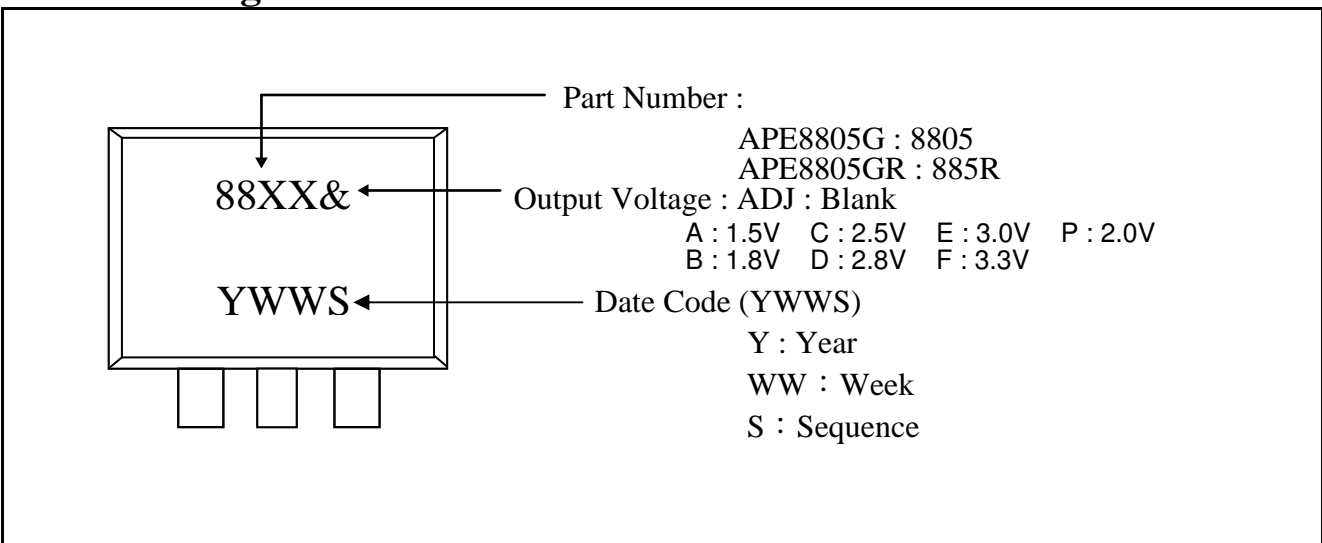 Part Number :
APE8805G : 8805
APE8805GR : 885R
88XX&
Output Voltage : ADJ : Blank
A : 1.5V C : 2.5V E : 3.0V P : 2.0V
B : 1.8V D : 2.8V F : 3.3V
YWWS
Date Code (YWWS)
Y : Year
WW：Week
S：Sequence